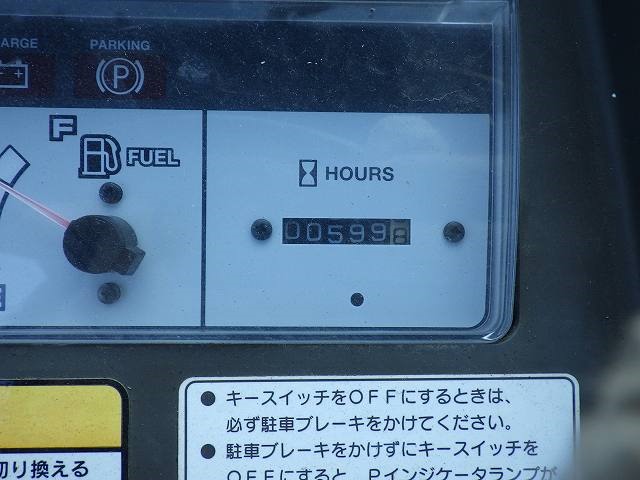 ARGE
PARKING
P
F
FUEL
HOURS
005998
● キースイッチをOFFにするときは、
必ず駐車ブレーキをかけてください。
● 駐車ブレーキをかけずにキースイッチを
OFFにすると、Pインジケータランプが
切り換える